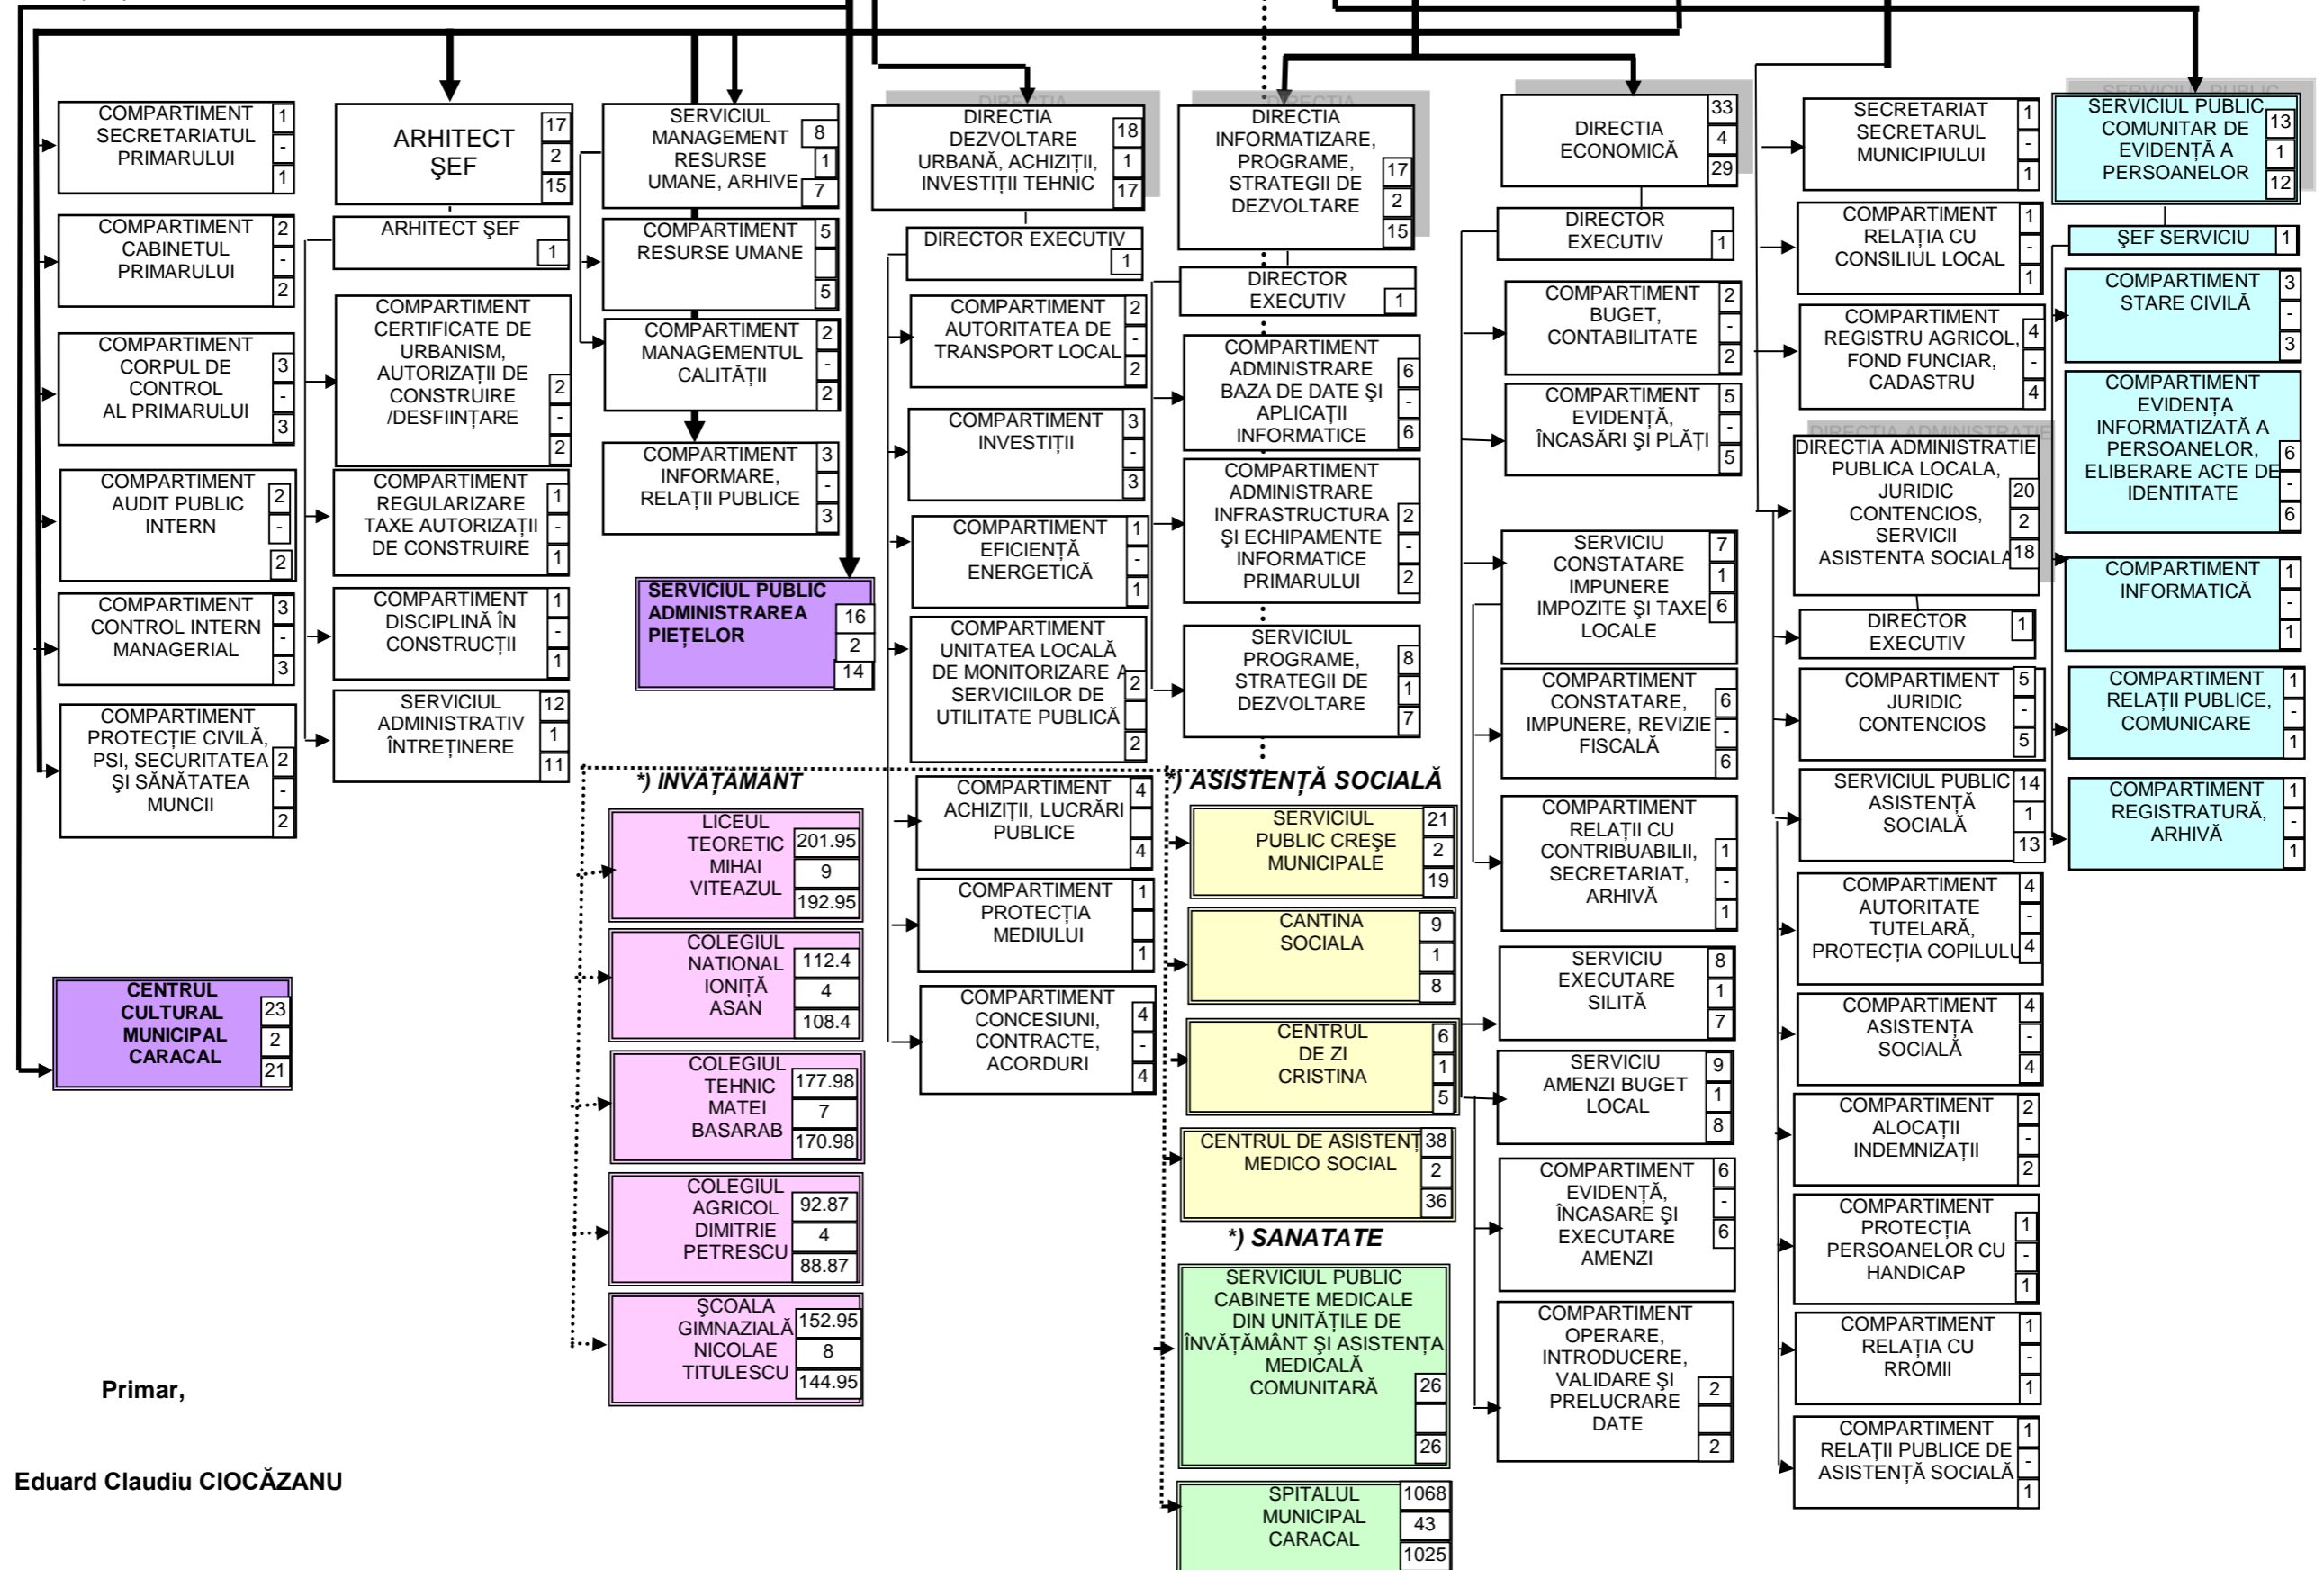 COMPARTIMENT
SECRETARIATUL
PRIMARULUI
1
-
1
COMPARTIMENT
CABINETUL
PRIMARULUI
2
-
2
COMPARTIMENT
CORPUL DE
CONTROL
AL PRIMARULUI
3
-
3
COMPARTIMENT
AUDIT PUBLIC
INTERN
2
-
2
COMPARTIMENT
CONTROL INTERN
MANAGERIAL
3
-
3
COMPARTIMENT
PROTECȚIE CIVILĂ,
PSI, SECURITATEA
ŞI SĂNĂTATEA
MUNCII
2
-
2
CENTRUL
CULTURAL
MUNICIPAL
CARACAL
23
2
21
Primar,
Eduard Claudiu CIOCĂZANU
ARHITECT
ŞEF
17
2
15
ARHITECT ŞEF
1
COMPARTIMENT
CERTIFICATE DE
URBANISM,
AUTORIZAȚII DE
CONSTRUIRE
/DESFIINȚARE
2
-
2
COMPARTIMENT
REGULARIZARE
TAXE AUTORIZAȚII
DE CONSTRUIRE
1
-
1
COMPARTIMENT
DISCIPLINĂ ÎN
CONSTRUCȚII
1
-
1
SERVICIUL
ADMINISTRATIV
ÎNTREȚINERE
12
1
11
SERVICIUL
MANAGEMENT
RESURSE
UMANE, ARHIVE
8
1
7
COMPARTIMENT
RESURSE UMANE
5
5
COMPARTIMENT
MANAGEMENTUL
CALITĂȚII
2
-
2
COMPARTIMENT
INFORMARE,
RELAȚII PUBLICE
3
-
3
SERVICIUL PUBLIC
ADMINISTRAREA
PIEȚELOR
16
2
14
*) INVĂȚĂMÂNT
LICEUL
TEORETIC
MIHAI
VITEAZUL
201.95
9
192.95
COLEGIUL
NATIONAL
IONIȚĂ
ASAN
112.4
4
108.4
COLEGIUL
TEHNIC
MATEI
BASARAB
177.98
7
170.98
COLEGIUL
AGRICOL
DIMITRIE
PETRESCU
92.87
4
88.87
ŞCOALA
GIMNAZIALĂ
NICOLAE
TITULESCU
152.95
8
144.95
DIRECTIA
DIRECTIA
DEZVOLTARE
URBANĂ, ACHIZIȚII,
INVESTIȚII TEHNIC
18
1
17
DIRECTOR EXECUTIV
1
COMPARTIMENT
AUTORITATEA DE
TRANSPORT LOCAL
2
-
2
COMPARTIMENT
INVESTIȚII
3
-
3
COMPARTIMENT
EFICIENȚĂ
ENERGETICĂ
1
-
1
COMPARTIMENT
UNITATEA LOCALĂ
DE MONITORIZARE A
SERVICIILOR DE
UTILITATE PUBLICĂ
2
2
COMPARTIMENT
ACHIZIȚII, LUCRĂRI
PUBLICE
4
4
COMPARTIMENT
PROTECȚIA
MEDIULUI
1
1
COMPARTIMENT
CONCESIUNI,
CONTRACTE,
ACORDURI
4
-
4
DIRECTIA
DIRECTIA
INFORMATIZARE,
PROGRAME,
STRATEGII DE
DEZVOLTARE
17
2
15
DIRECTOR
EXECUTIV
1
COMPARTIMENT
ADMINISTRARE
BAZA DE DATE ŞI
APLICAȚII
INFORMATICE
6
-
6
COMPARTIMENT
ADMINISTRARE
INFRASTRUCTURA
ŞI ECHIPAMENTE
INFORMATICE
PRIMARULUI
2
-
2
SERVICIUL
PROGRAME,
STRATEGII DE
DEZVOLTARE
8
1
7
*) ASISTENȚĂ SOCIALĂ
SERVICIUL
PUBLIC CREŞE
MUNICIPALE
21
2
19
CANTINA
SOCIALA
9
1
8
CENTRUL
DE ZI
CRISTINA
6
1
5
CENTRUL DE ASISTENȚ
MEDICO SOCIAL
38
2
36
*) SANATATE
SERVICIUL PUBLIC
CABINETE MEDICALE
DIN UNITĂȚILE DE
ÎNVĂȚĂMÂNT ŞI ASISTENȚA
MEDICALĂ
COMUNITARĂ
26
26
SPITALUL
MUNICIPAL
CARACAL
1068
43
1025
DIRECTIA
ECONOMICĂ
33
4
29
DIRECTOR
EXECUTIV
1
COMPARTIMENT
BUGET,
CONTABILITATE
2
-
2
COMPARTIMENT
EVIDENȚĂ,
ÎNCASĂRI ŞI PLĂȚI
5
-
5
SERVICIU
CONSTATARE
IMPUNERE
IMPOZITE ŞI TAXE
LOCALE
7
1
6
COMPARTIMENT
CONSTATARE,
IMPUNERE, REVIZIE
FISCALĂ
6
-
6
COMPARTIMENT
RELAȚII CU
CONTRIBUABILII,
SECRETARIAT,
ARHIVĂ
1
-
1
SERVICIU
EXECUTARE
SILITĂ
8
1
7
SERVICIU
AMENZI BUGET
LOCAL
9
1
8
COMPARTIMENT
EVIDENȚĂ,
ÎNCASARE ŞI
EXECUTARE
AMENZI
6
-
6
COMPARTIMENT
OPERARE,
INTRODUCERE,
VALIDARE ŞI
PRELUCRARE
DATE
2
2
SECRETARIAT
SECRETARUL
MUNICIPIULUI
1
-
1
COMPARTIMENT
RELAȚIA CU
CONSILIUL LOCAL
1
-
1
COMPARTIMENT
REGISTRU AGRICOL,
FOND FUNCIAR,
CADASTRU
4
-
4
DIRECTIA ADMINISTRATIE
DIRECTIA ADMINISTRATIE
PUBLICA LOCALA,
JURIDIC
CONTENCIOS,
SERVICII
ASISTENTA SOCIALA
20
2
18
DIRECTOR
EXECUTIV
1
COMPARTIMENT
JURIDIC
CONTENCIOS
5
-
5
SERVICIUL PUBLIC
ASISTENȚĂ
SOCIALĂ
14
1
13
COMPARTIMENT
AUTORITATE
TUTELARĂ,
PROTECȚIA COPILULU
4
-
4
COMPARTIMENT
ASISTENȚA
SOCIALĂ
4
-
4
COMPARTIMENT
ALOCAȚII
INDEMNIZAȚII
2
-
2
COMPARTIMENT
PROTECȚIA
PERSOANELOR CU
HANDICAP
1
-
1
COMPARTIMENT
RELAȚIA CU
RROMII
1
-
1
COMPARTIMENT
RELAȚII PUBLICE DE
ASISTENȚĂ SOCIALĂ
1
-
1
SERVICIUL PUBLIC
SERVICIUL PUBLIC
COMUNITAR DE
EVIDENȚĂ A
PERSOANELOR
13
1
12
ŞEF SERVICIU
1
COMPARTIMENT
STARE CIVILĂ
3
-
3
COMPARTIMENT
EVIDENȚA
INFORMATIZATĂ A
PERSOANELOR,
ELIBERARE ACTE DE
IDENTITATE
6
-
6
COMPARTIMENT
INFORMATICĂ
1
-
1
COMPARTIMENT
RELAȚII PUBLICE,
COMUNICARE
1
-
1
COMPARTIMENT
REGISTRATURĂ,
ARHIVĂ
1
-
1